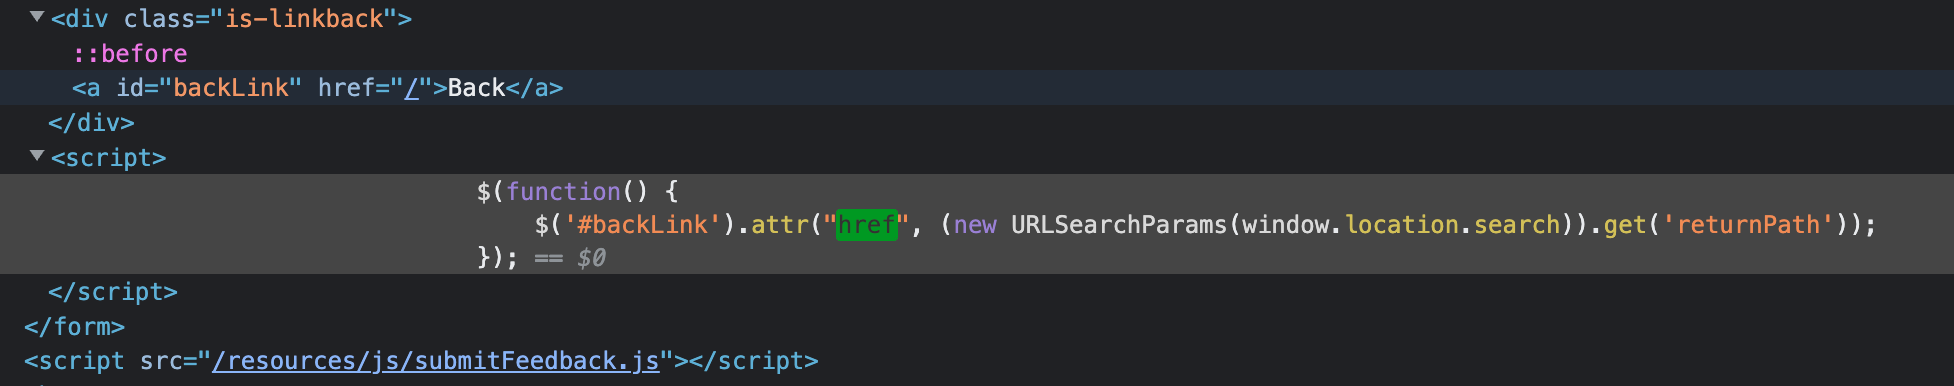 ▼<div class="is-linkback">
::before
<a id="backLink" href="/">Back</a>
</div>
▼<script>
$(function() {
$('#backLink').attr("href", (new URLSearchParams(window.location.search)).get('returnPath'));
}); == $0
</script>
</form>
<script src="/resources/js/submitFeedback.js"></script>